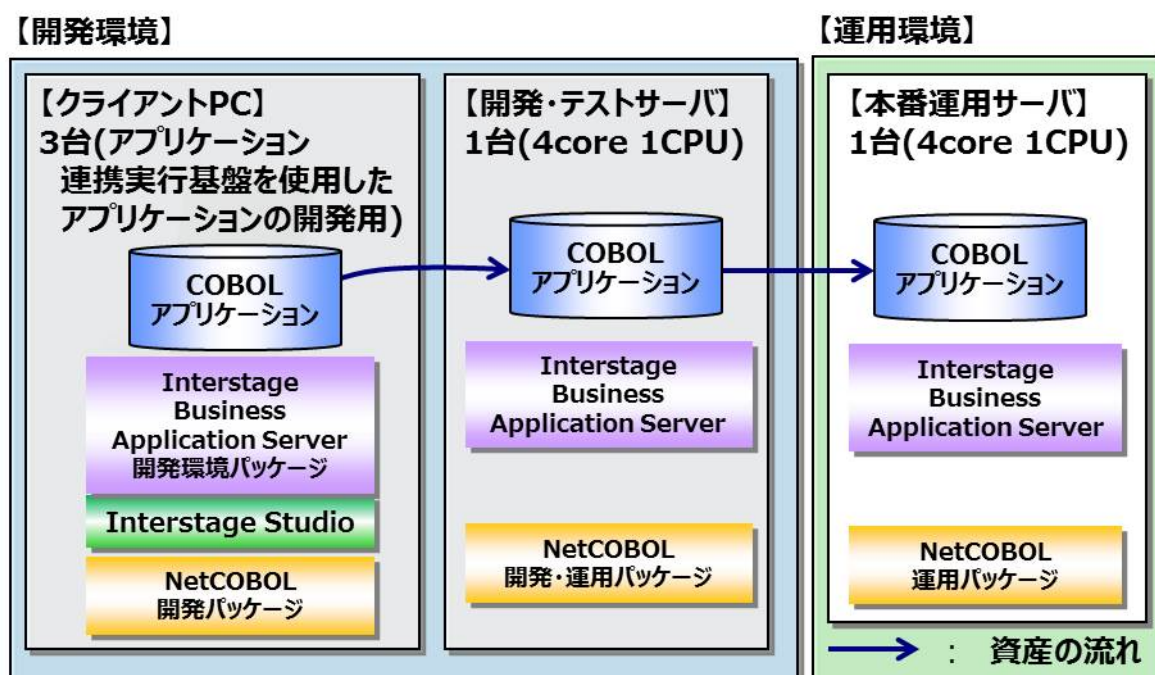 【開発環境】
【クライアントPC】
3台(アプリケーション
連携実行基盤を使用した
アプリケーションの開発用)
COBOL
アプリケーション
Interstage
Business
Application Server
開発環境パッケージ
Interstage Studio
NetCOBOL
開発パッケージ
【開発・テストサーバ】
1台(4core 1CPU)
COBOL
アプリケーション
Interstage
Business
Application Server
NetCOBOL
開発・運用パッケージ
【運用環境】
【本番運用サーバ】
1台(4core 1CPU)
COBOL
アプリケーション
Interstage
Business
Application Server
NetCOBOL
運用パッケージ
： 資産の流れ